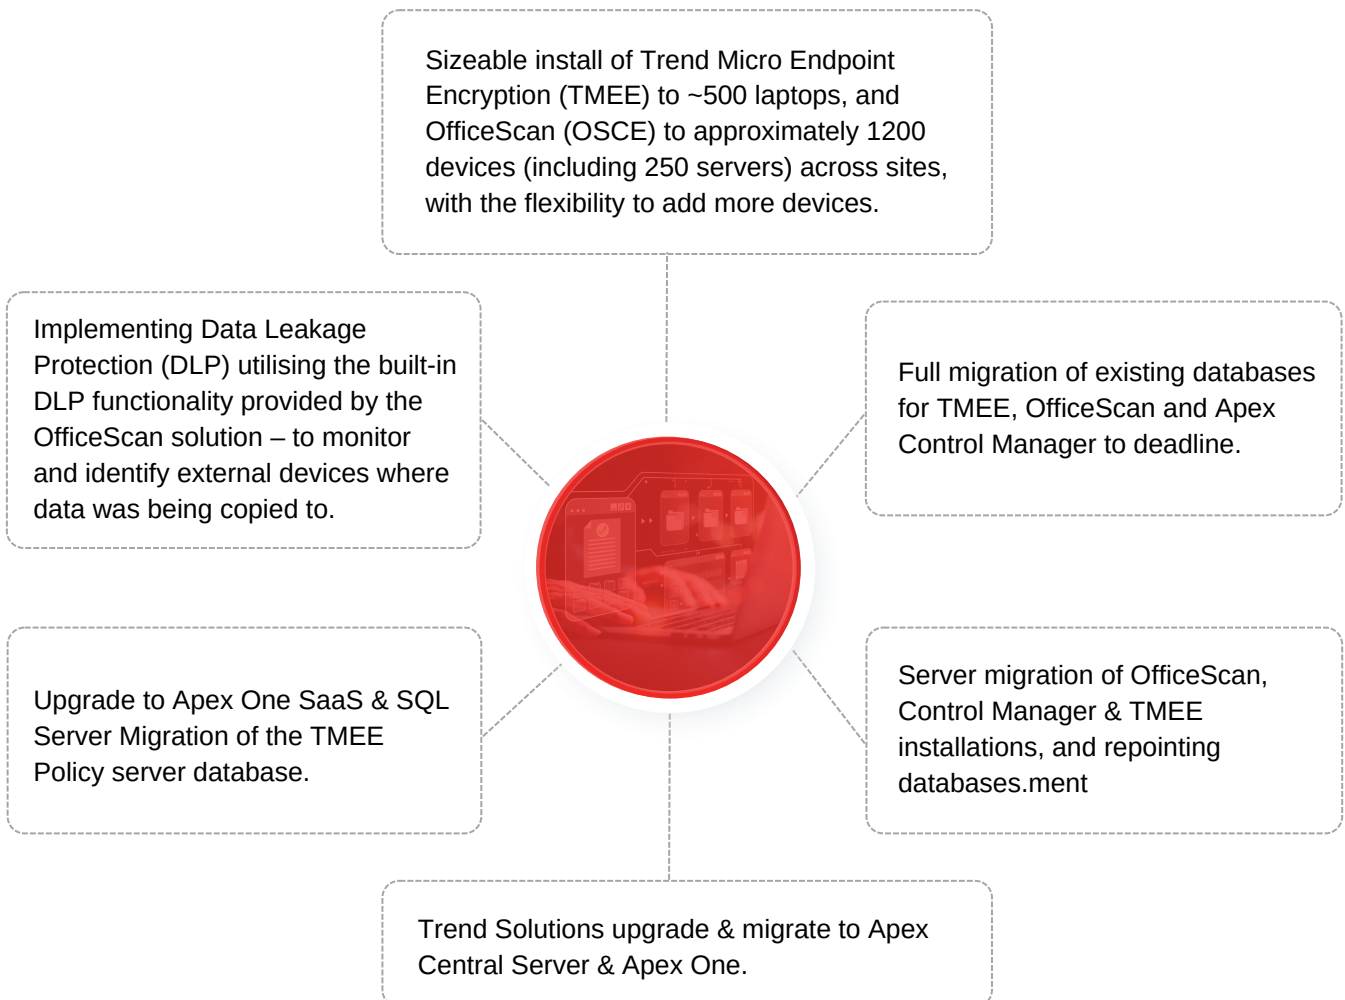 Sizeable install of Trend Micro Endpoint
Encryption (TMEE) to ~500 laptops, and
OfficeScan (OSCE) to approximately 1200
devices (including 250 servers) across sites,
with the flexibility to add more devices.
Implementing Data Leakage
Protection (DLP) utilising the built-in
DLP functionality provided by the
OfficeScan solution – to monitor
and identify external devices where
data was being copied to.
Full migration of existing databases
for TMEE, OfficeScan and Apex
Control Manager to deadline.
Upgrade to Apex One SaaS & SQL
Server Migration of the TMEE
Policy server database.
Server migration of OfficeScan,
Control Manager & TMEE
installations, and repointing
databases.ment
Trend Solutions upgrade & migrate to Apex
Central Server & Apex One.